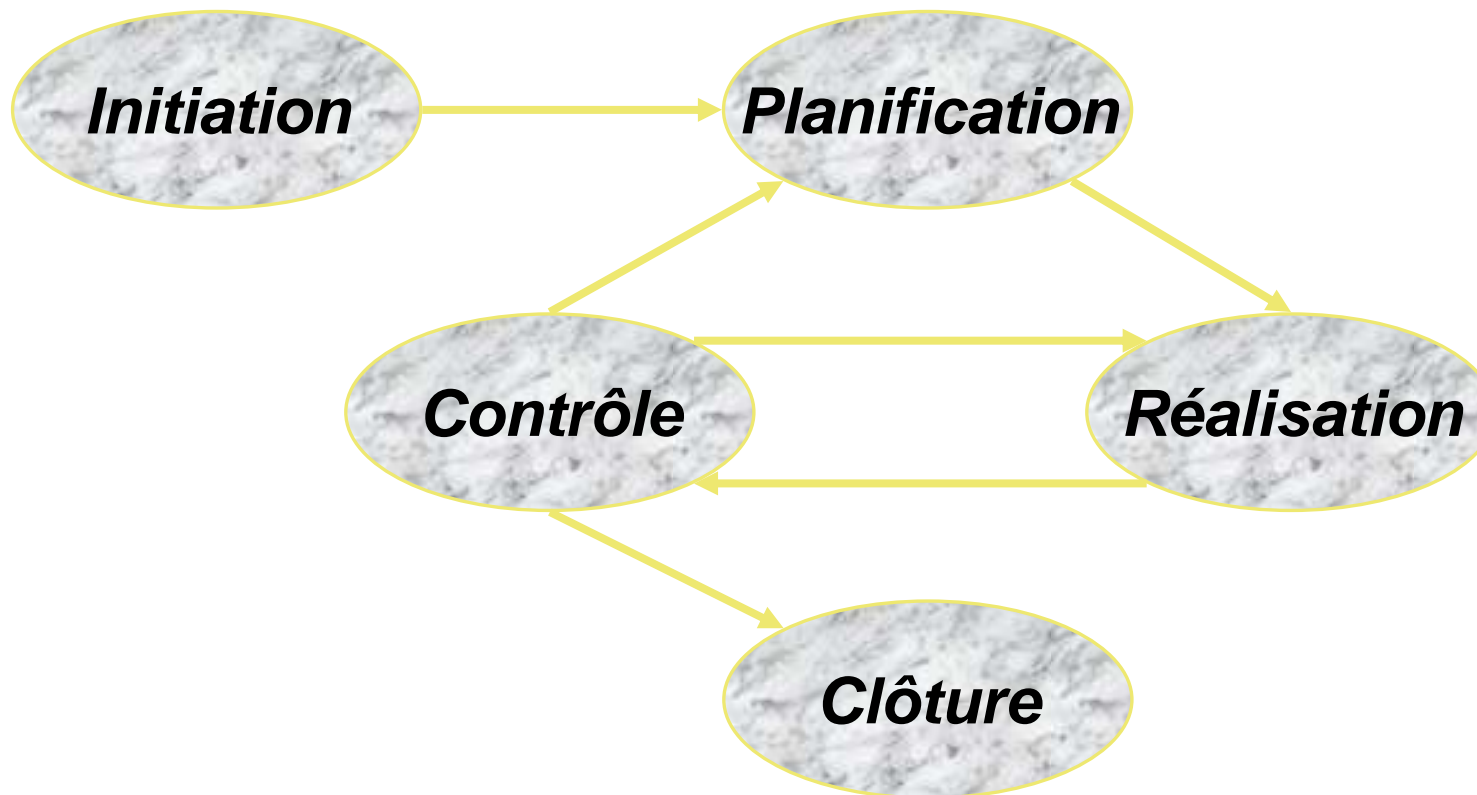 Initiation
Planification
Contrôle
Réalisation
Clôture